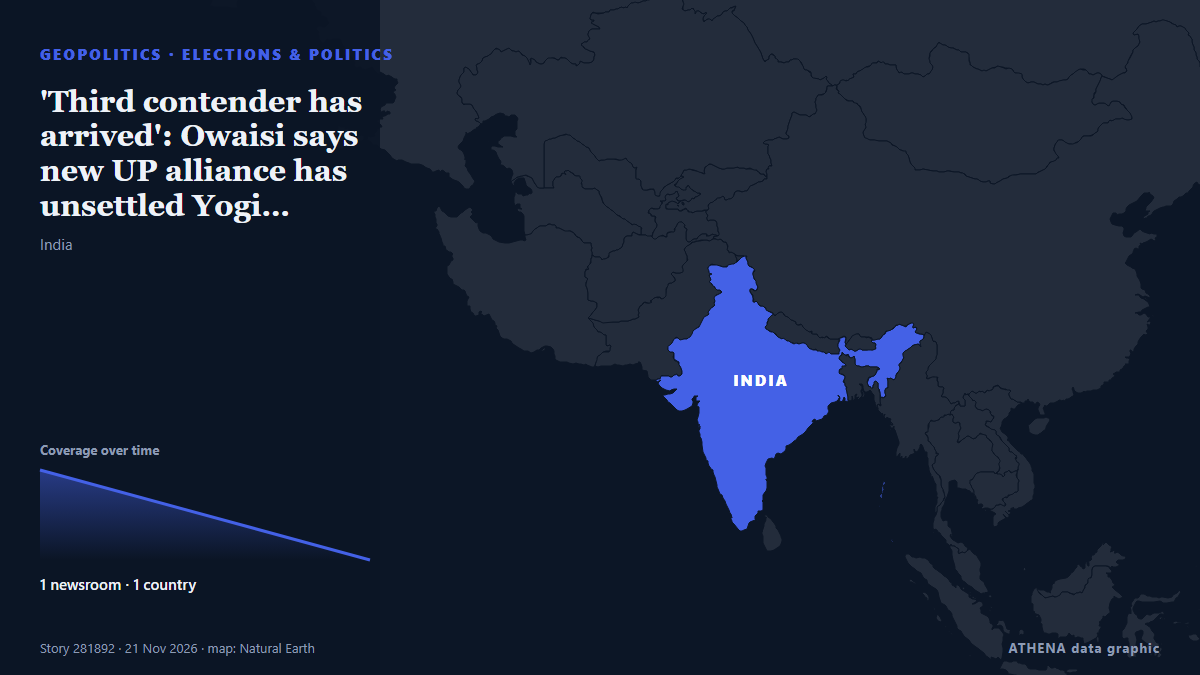 GEOPOLITICS · ELECTIONS & POLITICS
'Third contender has
arrived': Owaisi says
new UP alliance has
unsettled Yogi...
India
INDIA
Coverage over time
1 newsroom · 1 country
Story 281892 · 21 Nov 2026 · map: Natural Earth
ATHENA data graphic